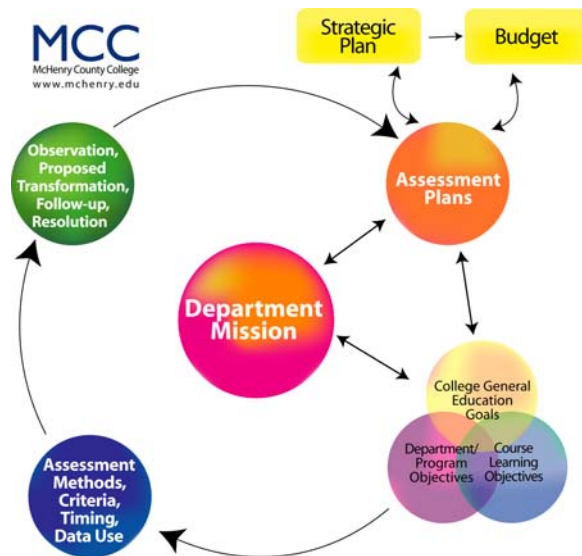 MCC
McHenry County College
www.mchenry.edu
Strategic
Plan
Budget
Observation,
Proposed
Transformation,
Follow-up,
Resolution
Assessment
Plans
Department
Mission
College General
Education
Goals
Department/
Program
Objectives
Course
Learning
Objectives
Assessment
Methods,
Criteria,
Timing,
Data Use